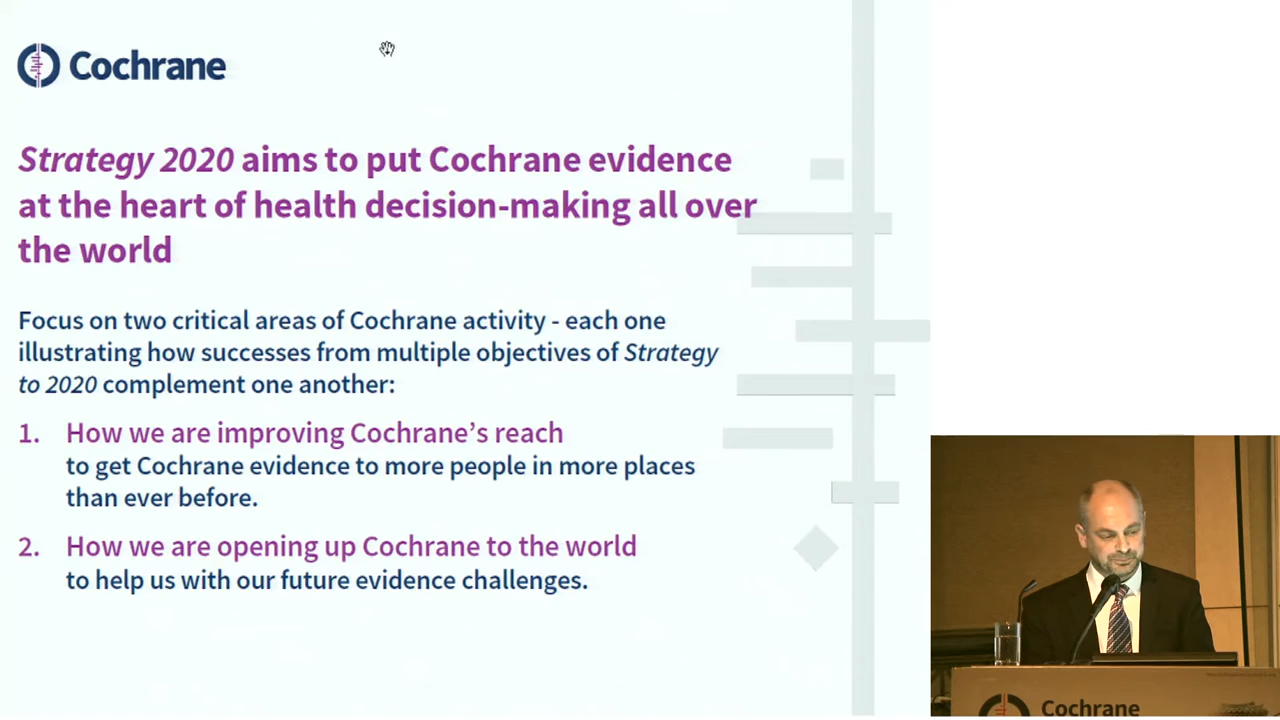 Cochrane
Strategy 2020 aims to put Cochrane evidence
at the heart of health decision-making all over
the world
Focus on two critical areas of Cochrane activity - each one
illustrating how successes from multiple objectives of Strategy
to 2020 complement one another:
1. How we are improving Cochrane’s reach
to get Cochrane evidence to more people in more places
than ever before.
2. How we are opening up Cochrane to the world
to help us with our future evidence challenges.
Cochrane